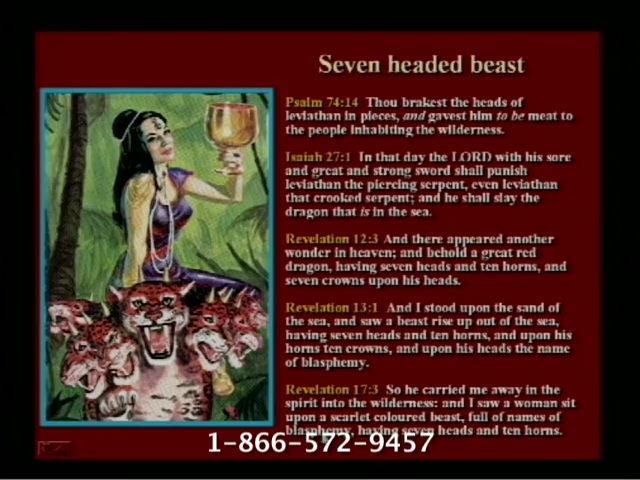 Seven headed beast
Psalm 74:14 Thou brakest the heads of
leviathan in pieces, and gavest him to be meat to
the people inhabiting the wilderness.
Isaiah 27:1 In that day the LORD with his sore
and great and strong sword shall punish
leviathan the piercing serpent, even leviathan
that crooked serpent; and he shall slay the
dragon that is in the sea.
Revelation 12:3 And there appeared another
wonder in heaven; and behold a great red
dragon, having seven heads and ten horns, and
seven crowns upon his heads.
Revelation 13:1 And I stood upon the sand of
the sea, and saw a beast rise up out of the sea,
having seven heads and ten horns, and upon his
horns ten crowns, and upon his heads the name
of blasphemy.
Revelation 17:3 So he carried me away in the
spirit into the wilderness: and I saw a woman sit
upon a scarlet coloured beast, full of names of
blasphemy, having seven heads and ten horns.
1-866-572-9457